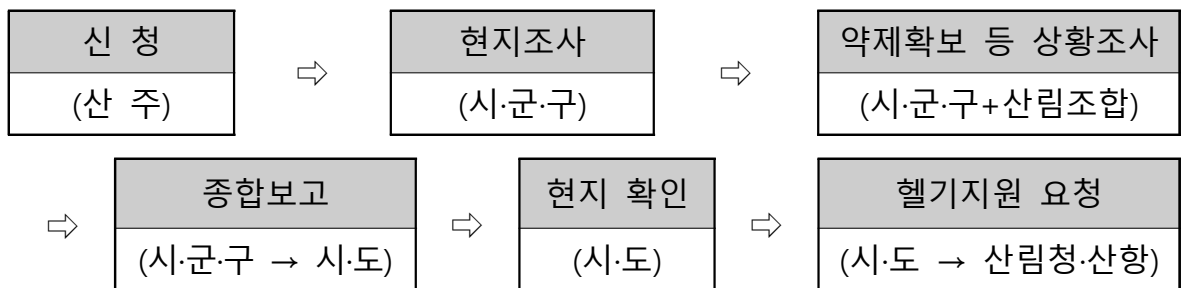 신 청 ⇨ 현지조사 ⇨ 약제확보 등 상황조사
(산 주) (시·군·구) (시·군·구+산림조합)
⇨ 종합보고 ⇨ 현지 확인 ⇨ 헬기지원 요청
(시·군·구 → 시·도) (시·도) (시·도 → 산림청·산항)